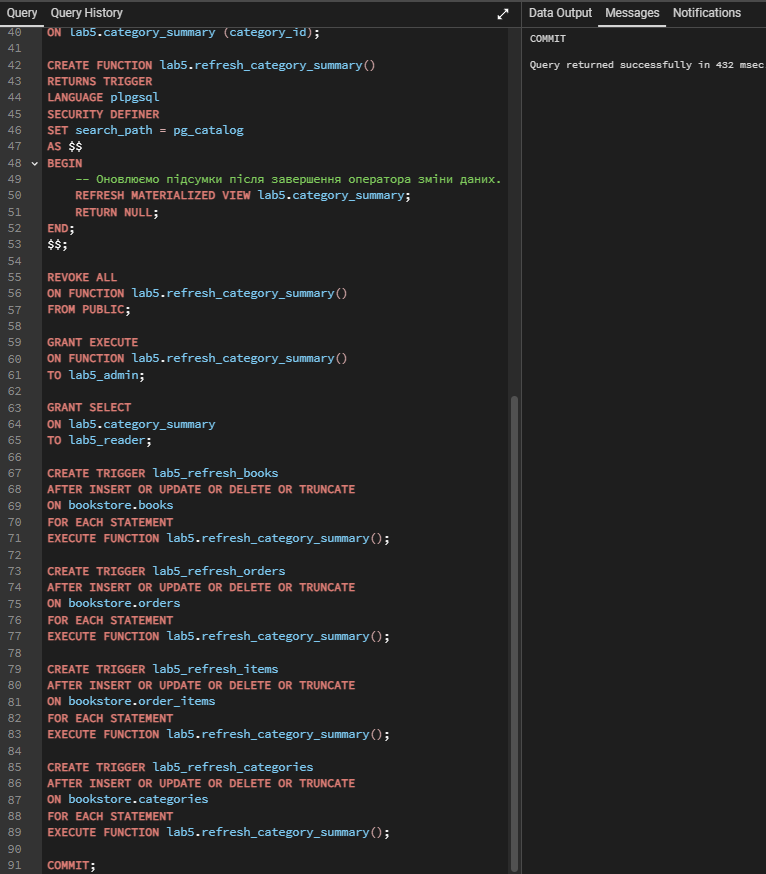 Query Query History
40 ON lab5.category_summary (category_id);
41
42 CREATE FUNCTION lab5.refresh_category_summary()
43 RETURNS TRIGGER
44 LANGUAGE plpgsql
45 SECURITY DEFINER
46 SET search_path = pg_catalog
47 AS $$
48 BEGIN
49 -- Оновлюємо підсумки після завершення оператора зміни даних.
50 REFRESH MATERIALIZED VIEW lab5.category_summary;
51 RETURN NULL;
52 END;
53 $$;
54
55 REVOKE ALL
56 ON FUNCTION lab5.refresh_category_summary()
57 FROM PUBLIC;
58
59 GRANT EXECUTE
60 ON FUNCTION lab5.refresh_category_summary()
61 TO lab5_admin;
62
63 GRANT SELECT
64 ON lab5.category_summary
65 TO lab5_reader;
66
67 CREATE TRIGGER lab5_refresh_books
68 AFTER INSERT OR UPDATE OR DELETE OR TRUNCATE
69 ON bookstore.books
70 FOR EACH STATEMENT
71 EXECUTE FUNCTION lab5.refresh_category_summary();
72
73 CREATE TRIGGER lab5_refresh_orders
74 AFTER INSERT OR UPDATE OR DELETE OR TRUNCATE
75 ON bookstore.orders
76 FOR EACH STATEMENT
77 EXECUTE FUNCTION lab5.refresh_category_summary();
78
79 CREATE TRIGGER lab5_refresh_items
80 AFTER INSERT OR UPDATE OR DELETE OR TRUNCATE
81 ON bookstore.order_items
82 FOR EACH STATEMENT
83 EXECUTE FUNCTION lab5.refresh_category_summary();
84
85 CREATE TRIGGER lab5_refresh_categories
86 AFTER INSERT OR UPDATE OR DELETE OR TRUNCATE
87 ON bookstore.categories
88 FOR EACH STATEMENT
89 EXECUTE FUNCTION lab5.refresh_category_summary();
90
91 COMMIT;
Data Output Messages Notifications
COMMIT
Query returned successfully in 432 msec